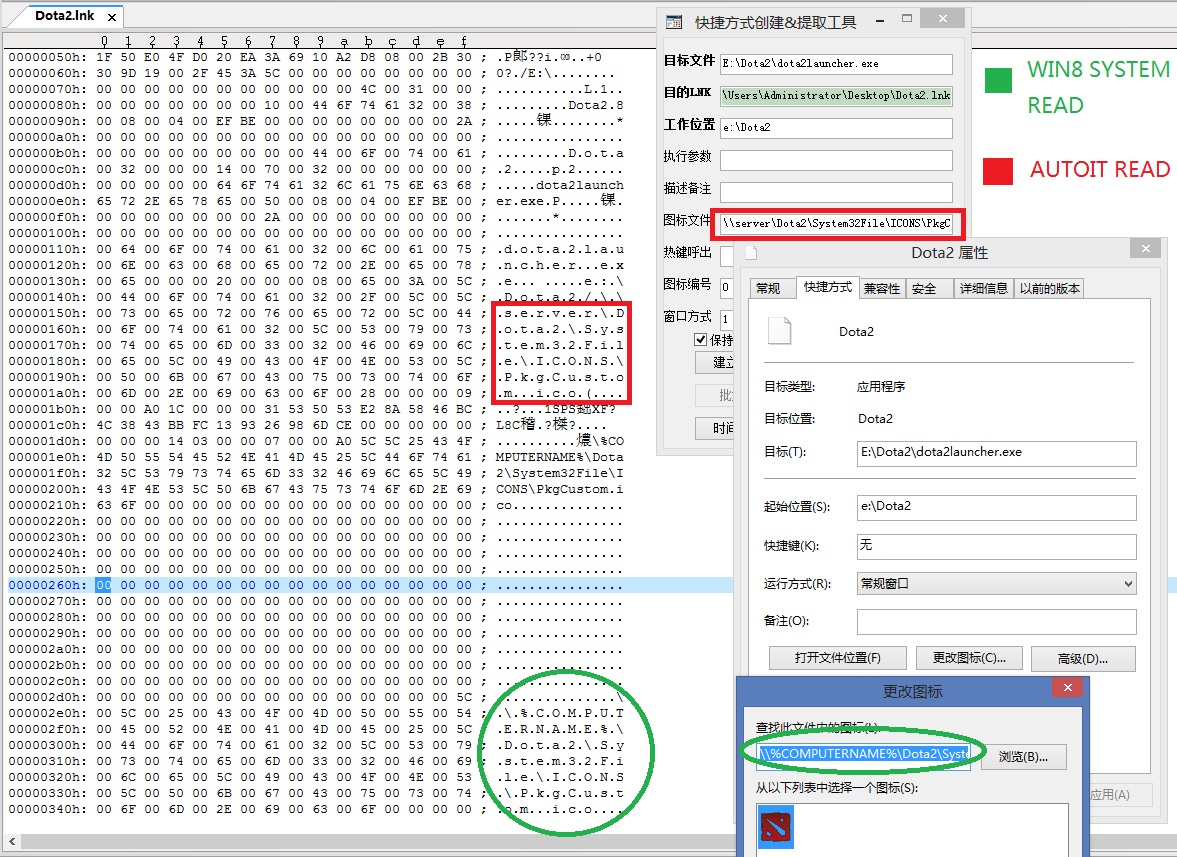 Dota2.lnk
0 1 2 3 4 5 6 7 8 9 a b c d e f
00000050h: 1F 50 E0 4F D0 20 EA 3A 69 10 A2 D8 08 00 2B 30 ; .P郎??i.∞..+0
00000060h: 30 9D 19 00 2F 45 3A 5C 00 00 00 00 00 00 00 00 ; 0?./E:\........
00000070h: 00 00 00 00 00 00 00 00 00 00 00 4C 00 31 00 00 ; ...........L.1..
00000080h: 00 00 00 00 00 00 10 00 44 6F 74 61 32 00 38 ; .........Dota2.8
00000090h: 00 08 00 04 00 EF BE 00 00 00 00 00 00 00 00 2A ; .....锞........*
000000a0h: 00 00 00 00 00 00 00 00 00 00 00 00 00 00 00 00 ; ................
000000b0h: 00 00 00 00 00 00 00 00 00 44 00 6F 00 74 00 61 ; .........D.o.t.a
000000c0h: 00 32 00 00 00 14 00 70 00 32 00 00 00 00 00 00 ; .2.....p.2......
000000d0h: 00 00 00 00 00 64 6F 74 61 32 6C 61 75 6E 63 68 ; .....dota2launch
000000e0h: 65 72 2E 65 78 65 00 50 00 08 00 04 00 EF BE 00 ; er.exe.P.....锞.
000000f0h: 00 00 00 00 00 00 00 2A 00 00 00 00 00 00 00 00 ; .......*........
00000100h: 00 00 00 00 00 00 00 00 00 00 00 00 00 00 00 00 ; ................
00000110h: 00 64 00 6F 00 74 00 61 00 32 00 6C 00 61 00 75 ; .d.o.t.a.2.l.a.u
00000120h: 00 6E 00 63 00 68 00 65 00 72 00 2E 00 65 00 78 ; .n.c.h.e.r...e.x
00000130h: 00 65 00 00 00 20 00 00 00 08 00 65 00 3A 00 5C ; .e... .....e.:.\
00000140h: 00 44 00 6F 00 74 00 61 00 32 00 2F 00 5C 00 5C ; .D.o.t.a.2./.\.\
00000150h: 00 73 00 65 00 72 00 76 00 65 00 72 00 5C 00 44 ; .s.e.r.v.e.r.\.D
00000160h: 00 6F 00 74 00 61 00 32 00 5C 00 53 00 79 00 73 ; .o.t.a.2.\.S.y.s
00000170h: 00 74 00 65 00 6D 00 33 00 32 00 46 00 69 00 6C ; .t.e.m.3.2.F.i.l
00000180h: 00 65 00 5C 00 49 00 43 00 4F 00 4E 00 53 00 5C ; .e.\.I.C.O.N.S.\
00000190h: 00 50 00 6B 00 67 00 43 00 75 00 73 00 74 00 6F ; .P.k.g.C.u.s.t.o
000001a0h: 00 6D 00 2E 00 69 00 63 00 6F 00 28 00 00 00 09 ; .m...i.c.o.(....
000001b0h: 00 00 A0 1C 00 00 00 31 53 50 53 E2 8A 58 46 BC ; ..?...1SPS鈯XF?
000001c0h: 4C 38 43 BB FC 13 93 26 98 6D CE 00 00 00 00 00 ; L8C稽.?榤?....
000001d0h: 00 00 00 14 03 00 00 07 00 00 A0 5C 5C 25 43 4F ; \%CO
000001e0h: 4D 50 55 54 45 52 4E 41 4D 45 25 5C 44 6F 74 61 ; MPUTERNAME%\Dota
000001f0h: 32 5C 53 79 73 74 65 6D 33 32 46 69 6C 65 5C 49 ; 2\System32File\I
00000200h: 43 4F 4E 53 5C 50 6B 67 43 75 73 74 6F 6D 2E 69 ; CONS\PkgCustom.i
00000210h: 63 6F 00 00 00 00 00 00 00 00 00 00 00 00 00 00 ; co..............
00000220h: 00 00 00 00 00 00 00 00 00 00 00 00 00 00 00 00 ; ................
00000230h: 00 00 00 00 00 00 00 00 00 00 00 00 00 00 00 00 ; ................
00000240h: 00 00 00 00 00 00 00 00 00 00 00 00 00 00 00 00 ; ................
00000250h: 00 00 00 00 00 00 00 00 00 00 00 00 00 00 00 00 ; ................
00000260h: 00 00 00 00 00 00 00 00 00 00 00 00 00 00 00 00 ; ................
00000270h: 00 00 00 00 00 00 00 00 00 00 00 00 00 00 00 00 ; ................
00000280h: 00 00 00 00 00 00 00 00 00 00 00 00 00 00 00 00 ; ................
00000290h: 00 00 00 00 00 00 00 00 00 00 00 00 00 00 00 00 ; ................
000002a0h: 00 00 00 00 00 00 00 00 00 00 00 00 00 00 00 00 ; ................
000002b0h: 00 00 00 00 00 00 00 00 00 00 00 00 00 00 00 00 ; ................
000002c0h: 00 00 00 00 00 00 00 00 00 00 00 00 00 00 00 00 ; ................
000002d0h: 00 00 00 00 00 00 00 00 00 00 00 00 00 00 00 5C ; ...............\
000002e0h: 00 5C 00 25 00 43 00 4F 00 4D 00 50 00 55 00 54 ; .\.%.C.O.M.P.U.T
000002f0h: 00 45 00 52 00 4E 00 41 00 4D 00 45 00 25 00 5C ; .E.R.N.A.M.E.%.\
00000300h: 00 44 00 6F 00 74 00 61 00 32 00 5C 00 53 00 79 ; .D.o.t.a.2.\.S.y
00000310h: 00 73 00 74 00 65 00 6D 00 33 00 32 00 46 00 69 ; .s.t.e.m.3.2.F.i
00000320h: 00 6C 00 65 00 5C 00 49 00 43 00 4F 00 4E 00 53 ; .l.e.\.I.C.O.N.S
00000330h: 00 5C 00 50 00 6B 00 67 00 43 00 75 00 73 00 74 ; .\.P.k.g.C.u.s.t
00000340h: 00 6F 00 6D 00 2E 00 69 00 63 00 6F 00 00 00 00 ; .o.m...i.c.o....
快捷方式创建&提取工具
目标文件 E:\Dota2\dota2launcher.exe
目的LNK \Users\Administrator\Desktop\Dota2.lnk
工作位置 e:\Dota2
执行参数
描述备注
图标文件 \\server\Dota2\System32File\ICONS\PkgC
热键呼出
图标编号 0
窗口方式 1
保持
建立
时间
WIN8 SYSTEM
READ
AUTOIT READ
Dota2 属性
常规 快捷方式 兼容性 安全 详细信息 以前的版本
Dota2
目标类型: 应用程序
目标位置: Dota2
目标(T): E:\Dota2\dota2launcher.exe
起始位置(S): e:\Dota2
快捷键(K): 无
运行方式(R): 常规窗口
备注(O):
打开文件位置(F) 更改图标(C)... 高级(D)...
应用(A)
更改图标
查找此文件中的图标(L):
\\%COMPUTERNAME%\Dota2\Syste 浏览(B)...
从以下列表中选择一个图标(S):